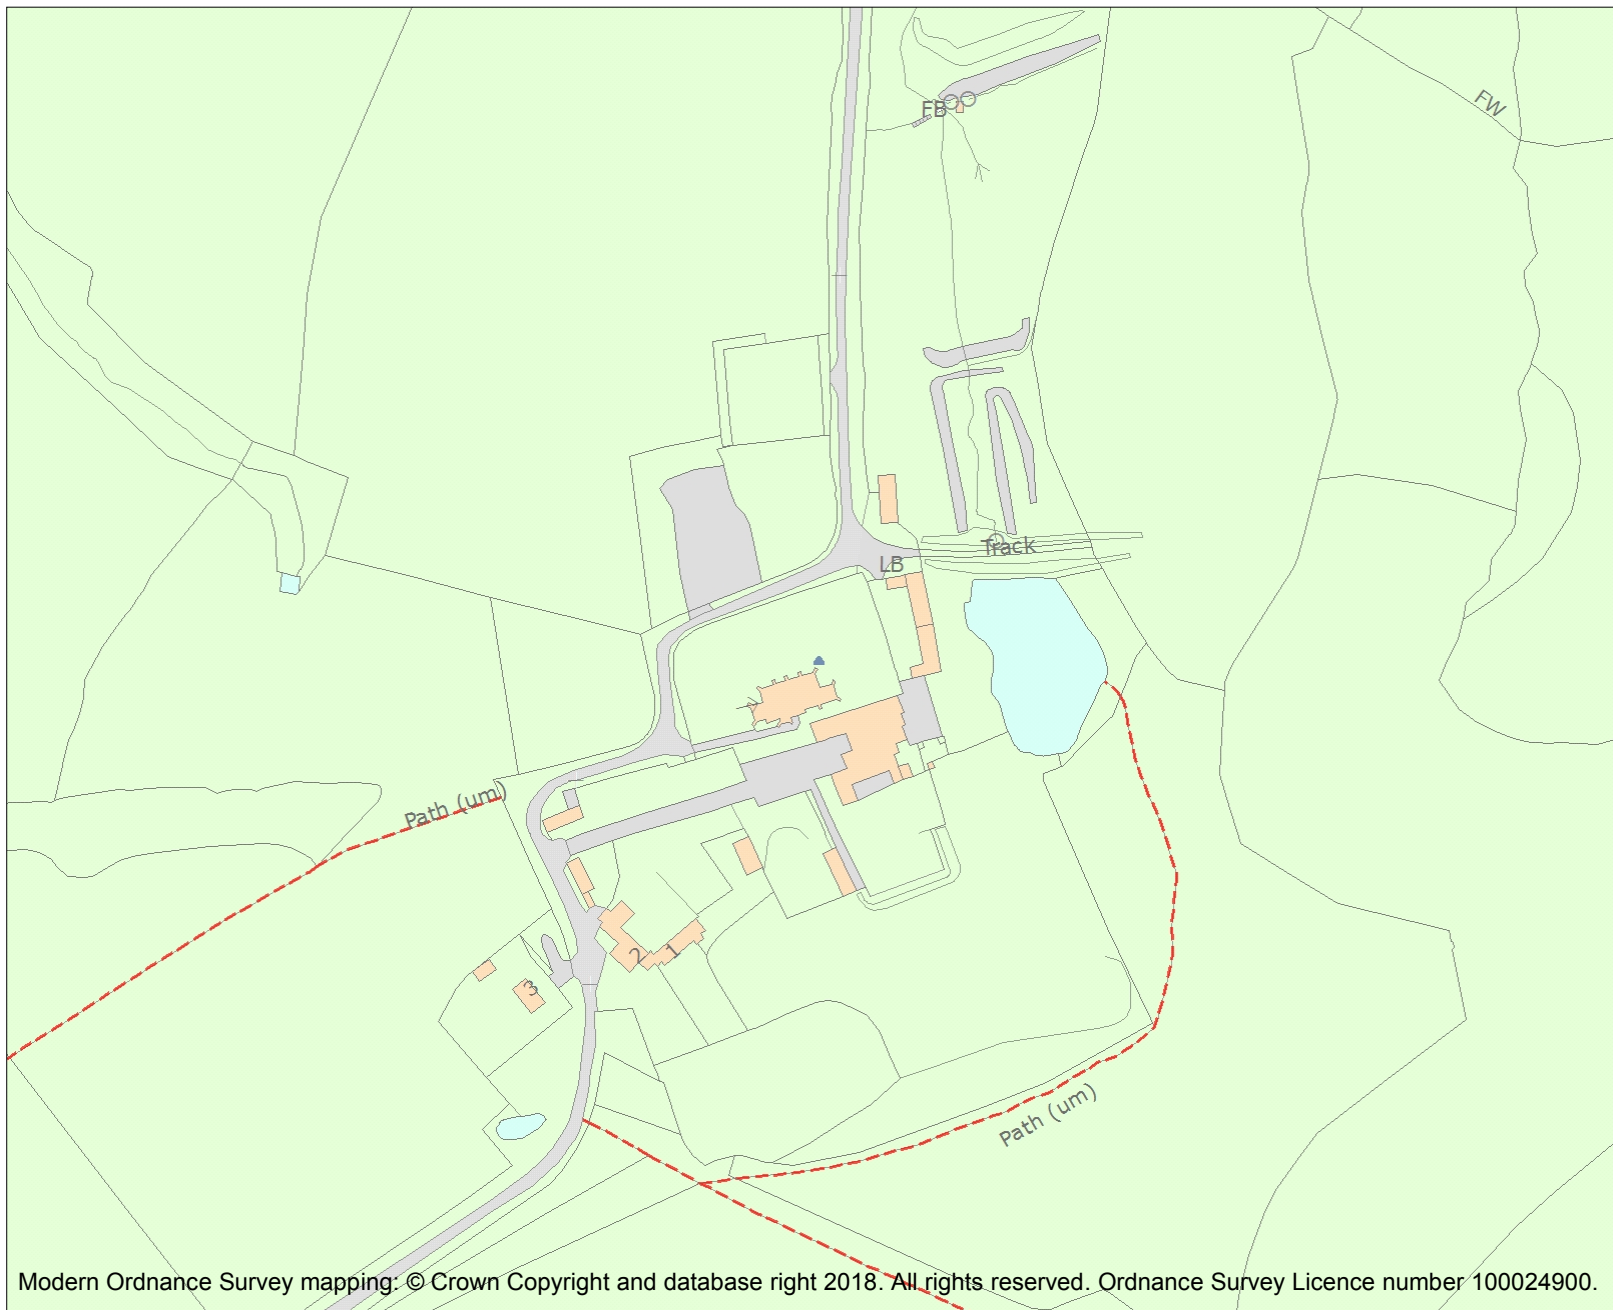 FB
FW
Track
LB
Path (um)
2
1
3
Path (um)
Modern Ordnance Survey mapping: © Crown Copyright and database right 2018. All rights reserved. Ordnance Survey Licence number 100024900.